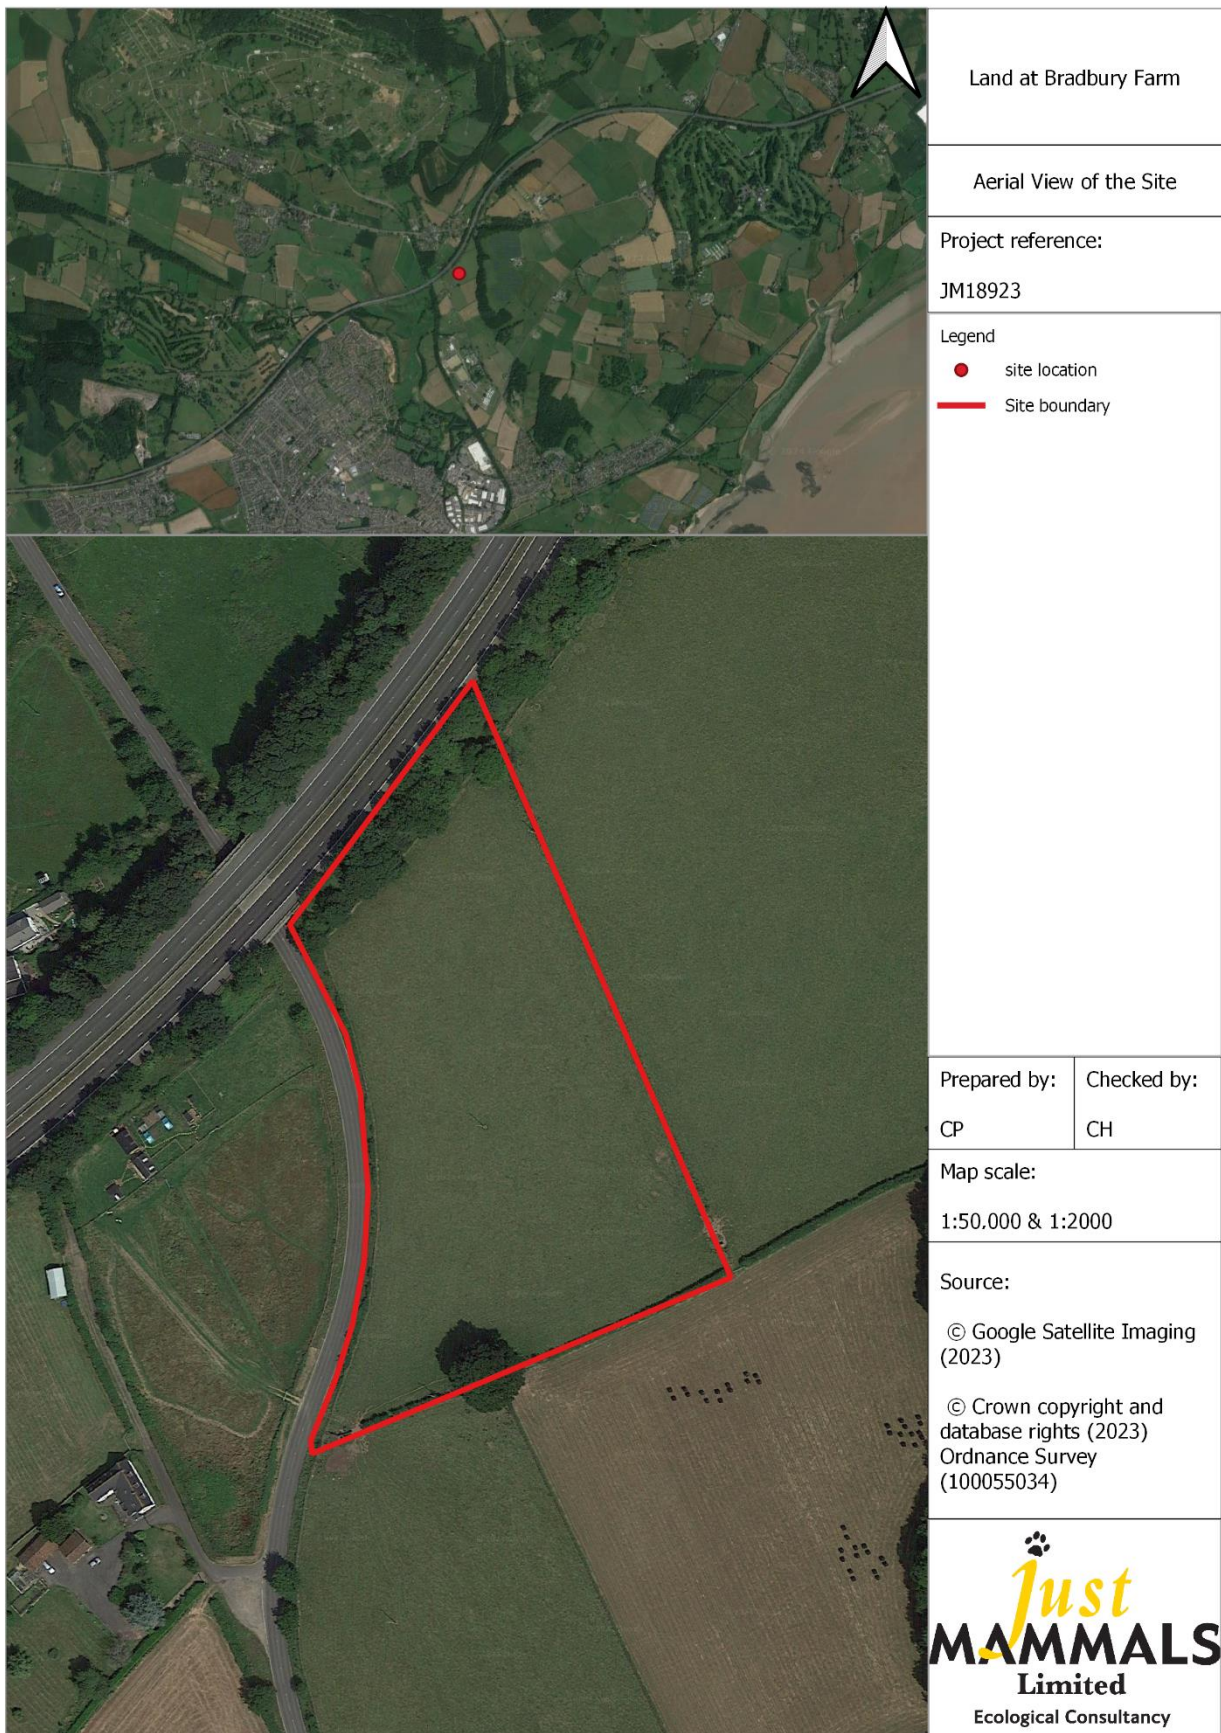 Land at Bradbury Farm
Aerial View of the Site
Project reference:
JM18923
Legend
site location
Site boundary
Prepared by:
CP
Checked by:
CH
Map scale:
1:50,000 & 1:2000
Source:
© Google Satellite Imaging
(2023)
© Crown copyright and
database rights (2023)
Ordnance Survey
(100055034)
just
MAMMALS
Limited
Ecological Consultancy